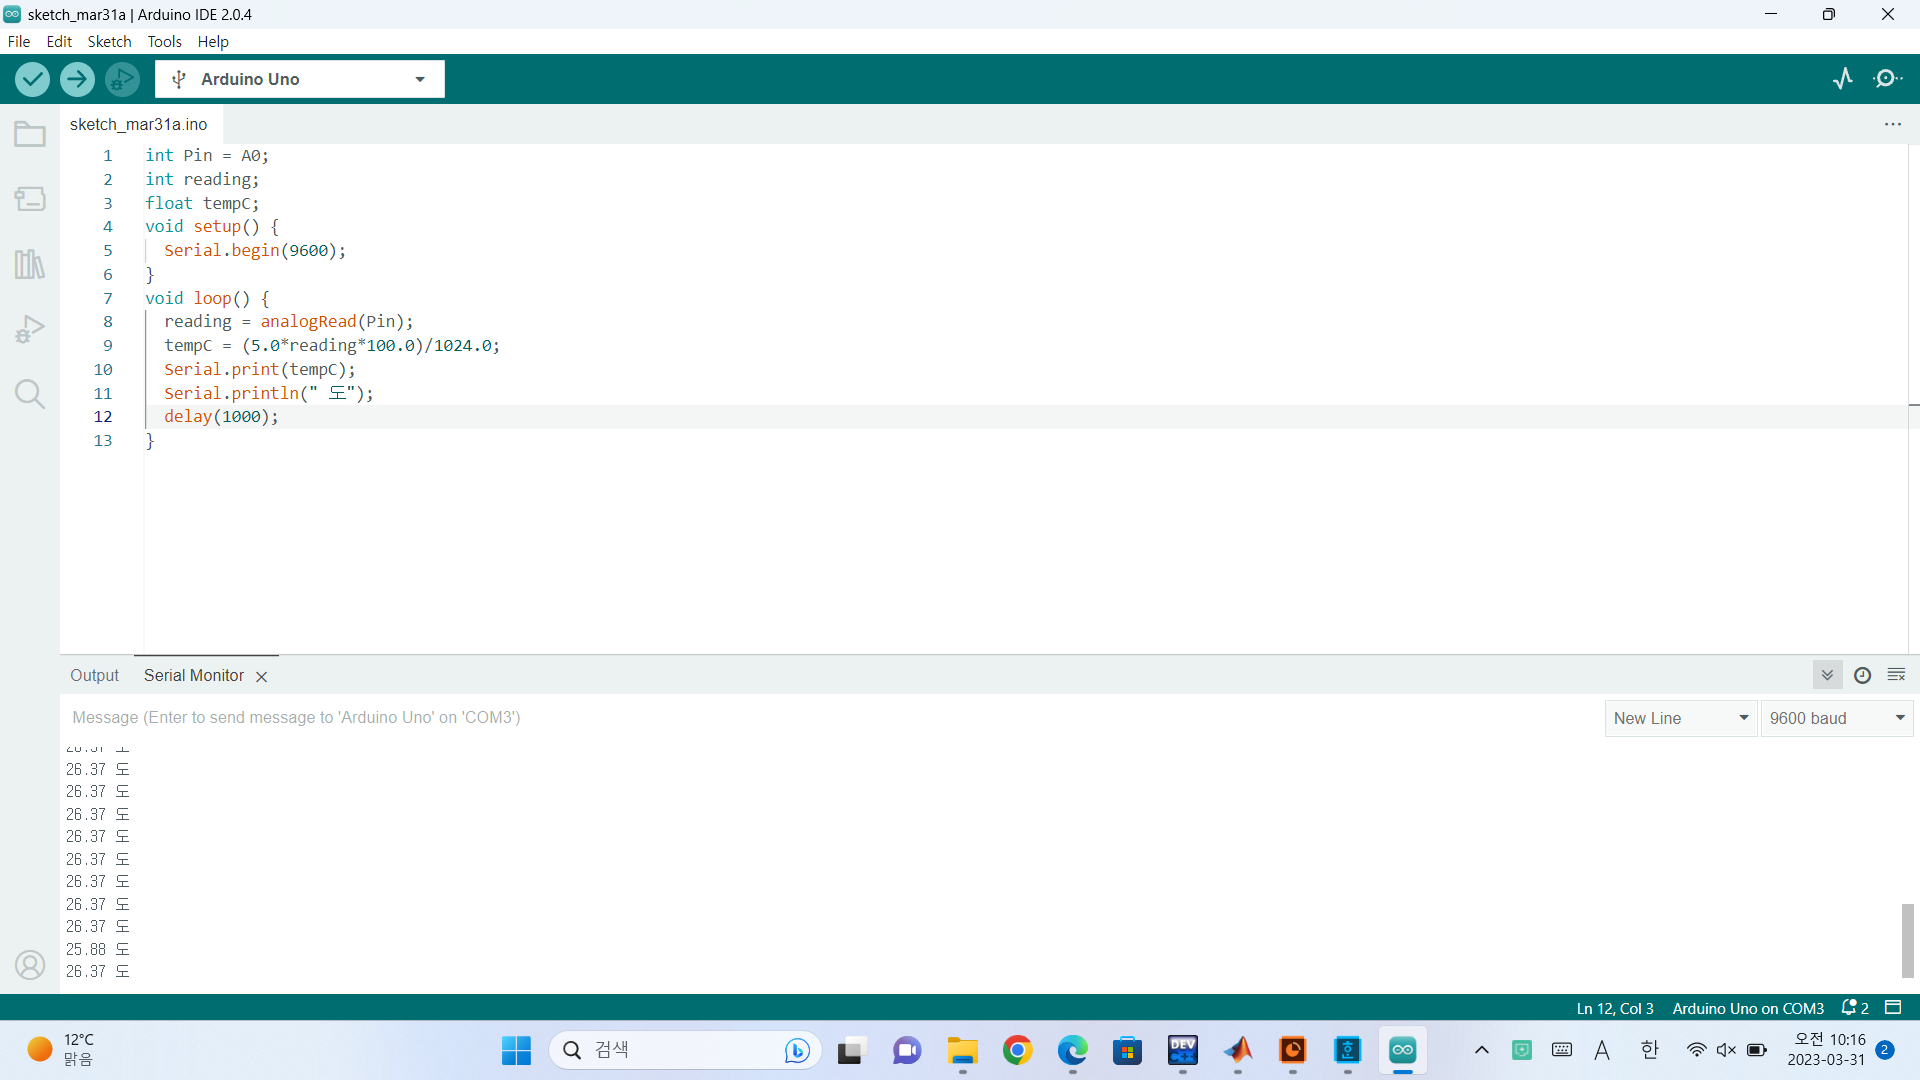 sketch_mar31a | Arduino IDE 2.0.4
File Edit Sketch Tools Help
Arduino Uno
sketch_mar31a.ino
1 int Pin = A0;
2 int reading;
3 float tempC;
4 void setup() {
5 Serial.begin(9600);
6 }
7 void loop() {
8 reading = analogRead(Pin);
9 tempC = (5.0*reading*100.0)/1024.0;
10 Serial.print(tempC);
11 Serial.println(" 도");
12 delay(1000);
13 }
Output Serial Monitor
Message (Enter to send message to 'Arduino Uno' on 'COM3')
New Line 9600 baud
26.37 도
26.37 도
26.37 도
26.37 도
26.37 도
26.37 도
26.37 도
26.37 도
25.88 도
26.37 도
Ln 12, Col 3 Arduino Uno on COM3 2
12°C
맑음
검색
DEV
A 한
오전 10:16
2023-03-31
2